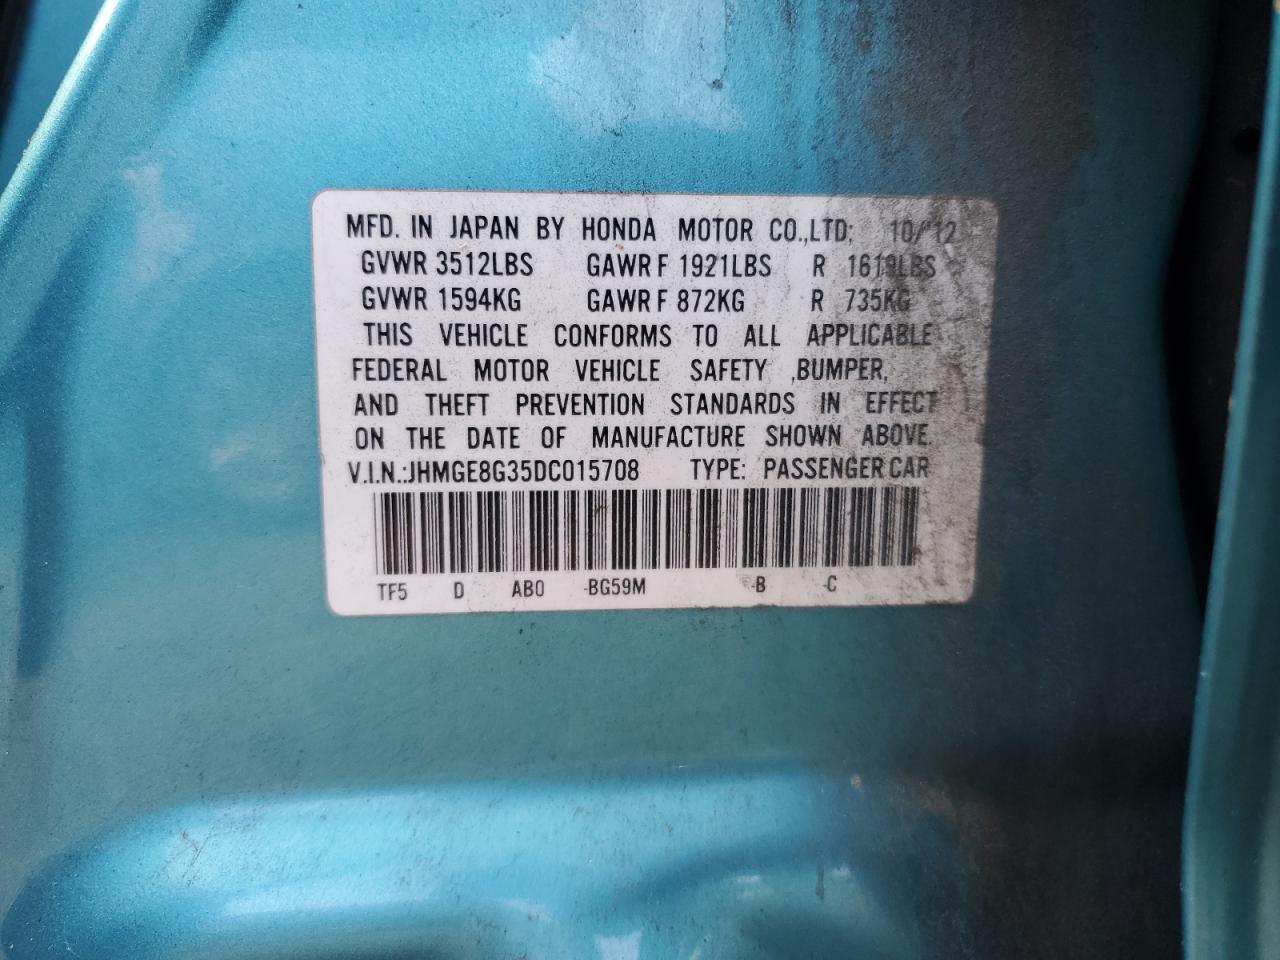 MFD. IN JAPAN BY HONDA MOTOR CO.,LTD; 10/12
GVWR 3512LBS GAWR F 1921LBS R 1619LBS
GVWR 1594KG GAWR F 872KG R 735KG
THIS VEHICLE CONFORMS TO ALL APPLICABLE
FEDERAL MOTOR VEHICLE SAFETY ,BUMPER,
AND THEFT PREVENTION STANDARDS IN EFFECT
ON THE DATE OF MANUFACTURE SHOWN ABOVE.
V.I.N.:JHMGE8G35DC015708 TYPE: PASSENGER CAR
TF5 D AB0 -BG59M -B -C